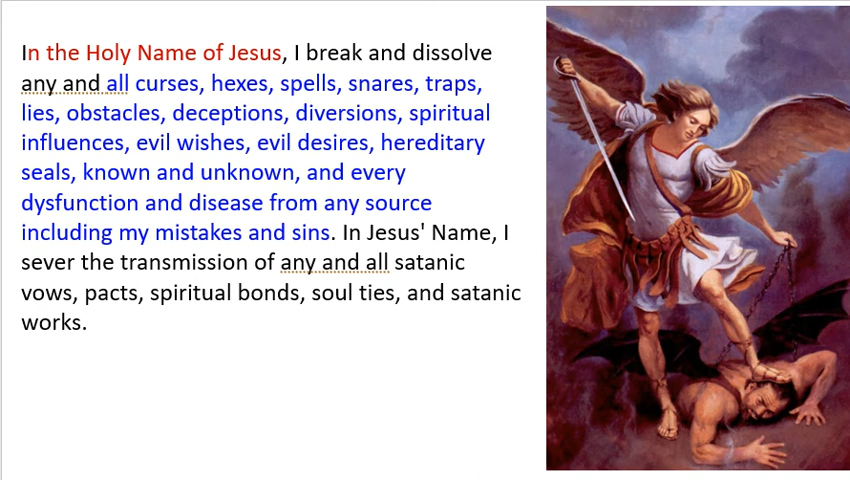 In the Holy Name of Jesus, I break and dissolve
any and all curses, hexes, spells, snares, traps,
lies, obstacles, deceptions, diversions, spiritual
influences, evil wishes, evil desires, hereditary
seals, known and unknown, and every
dysfunction and disease from any source
including my mistakes and sins. In Jesus' Name, I
sever the transmission of any and all satanic
vows, pacts, spiritual bonds, soul ties, and satanic
works.